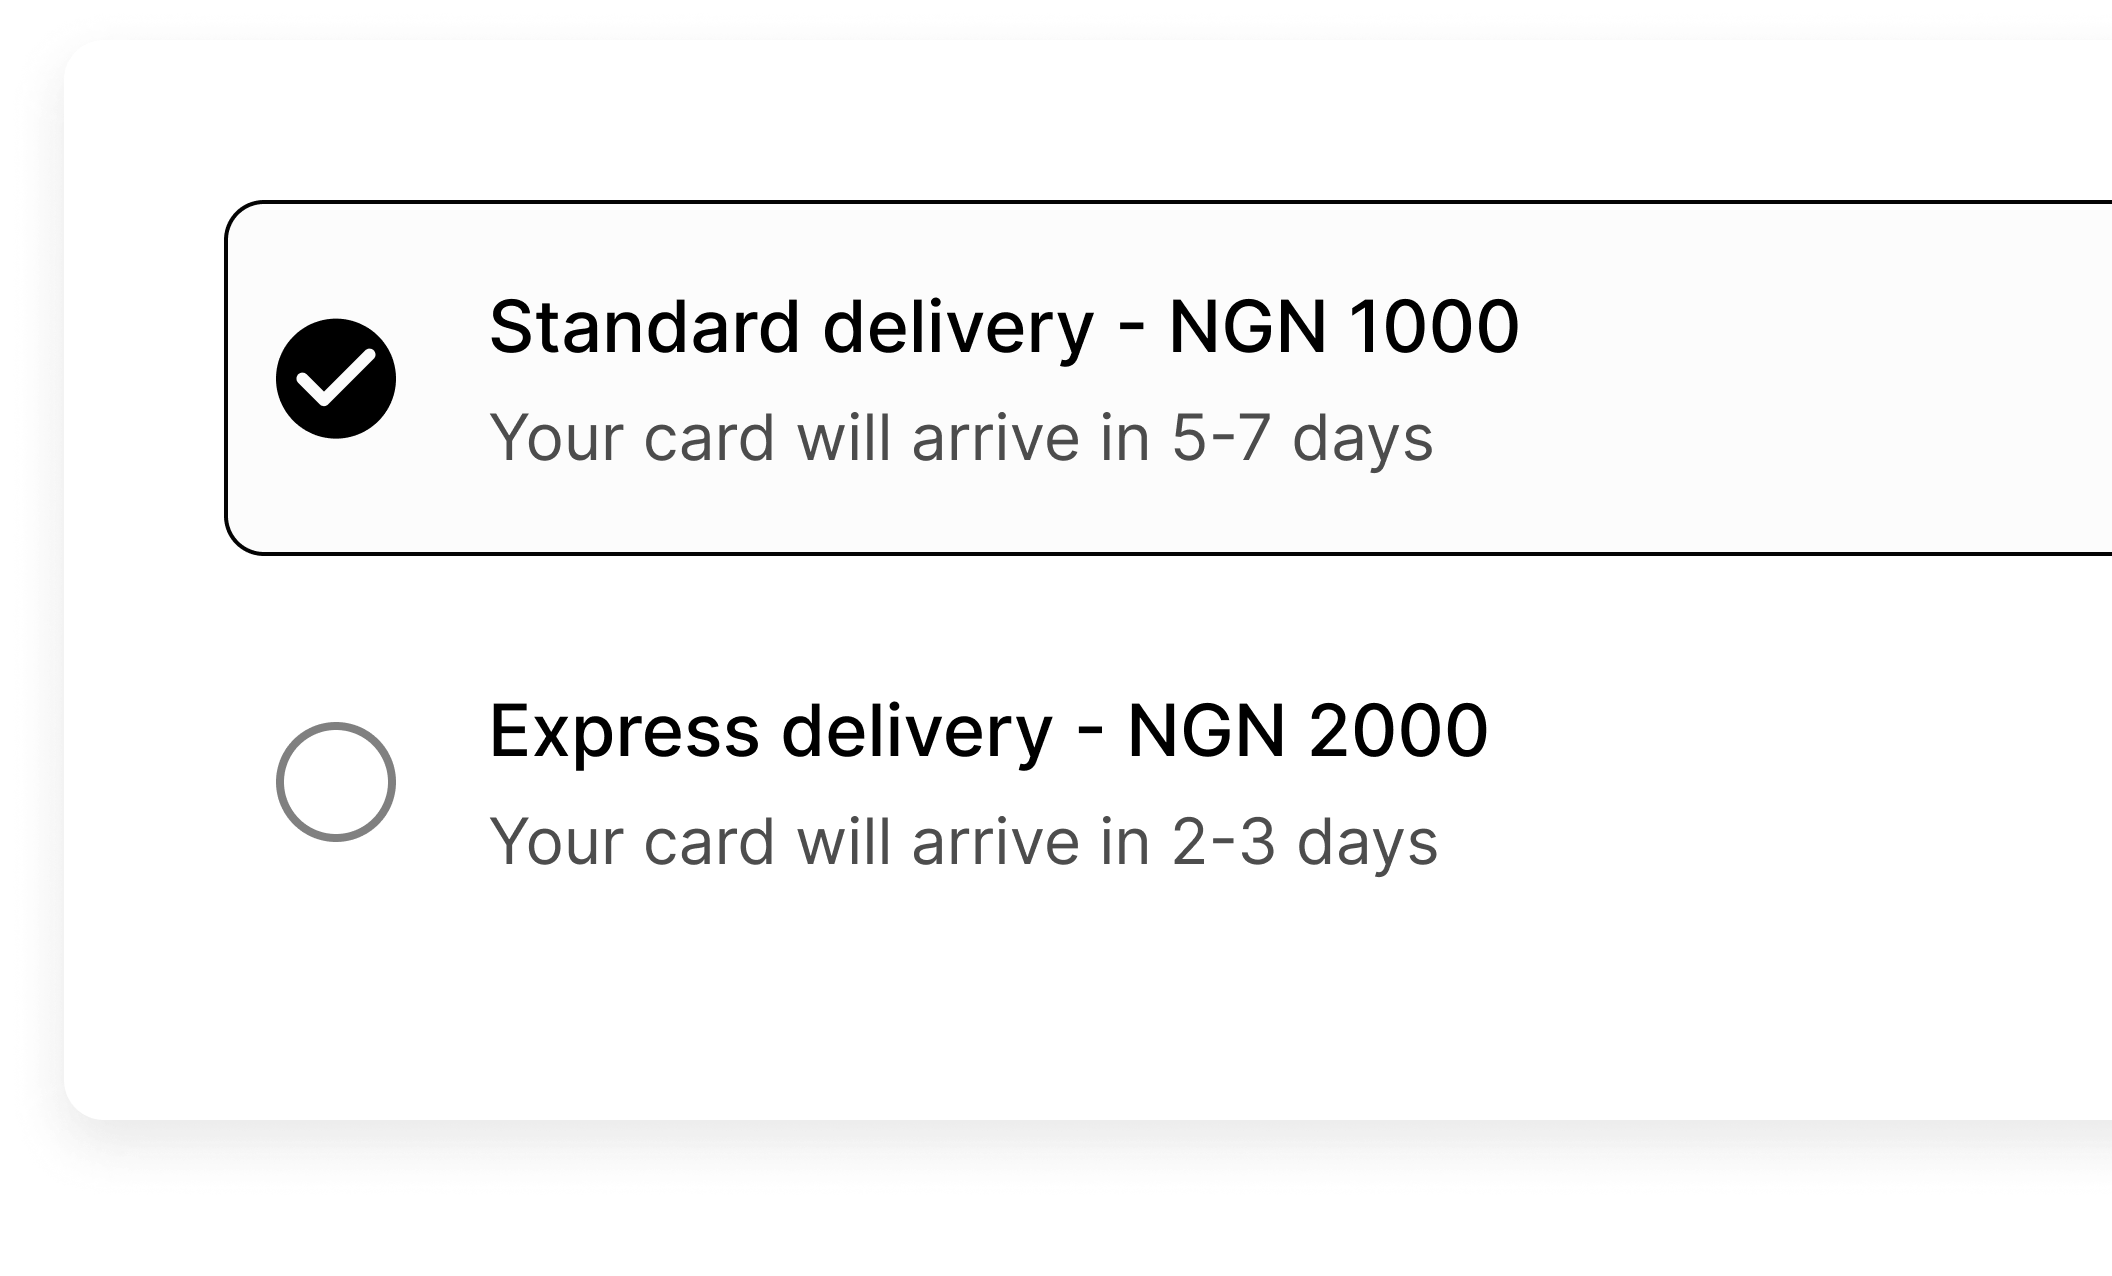 Standard delivery - NGN 1000
Your card will arrive in 5-7 days
Express delivery - NGN 2000
Your card will arrive in 2-3 days